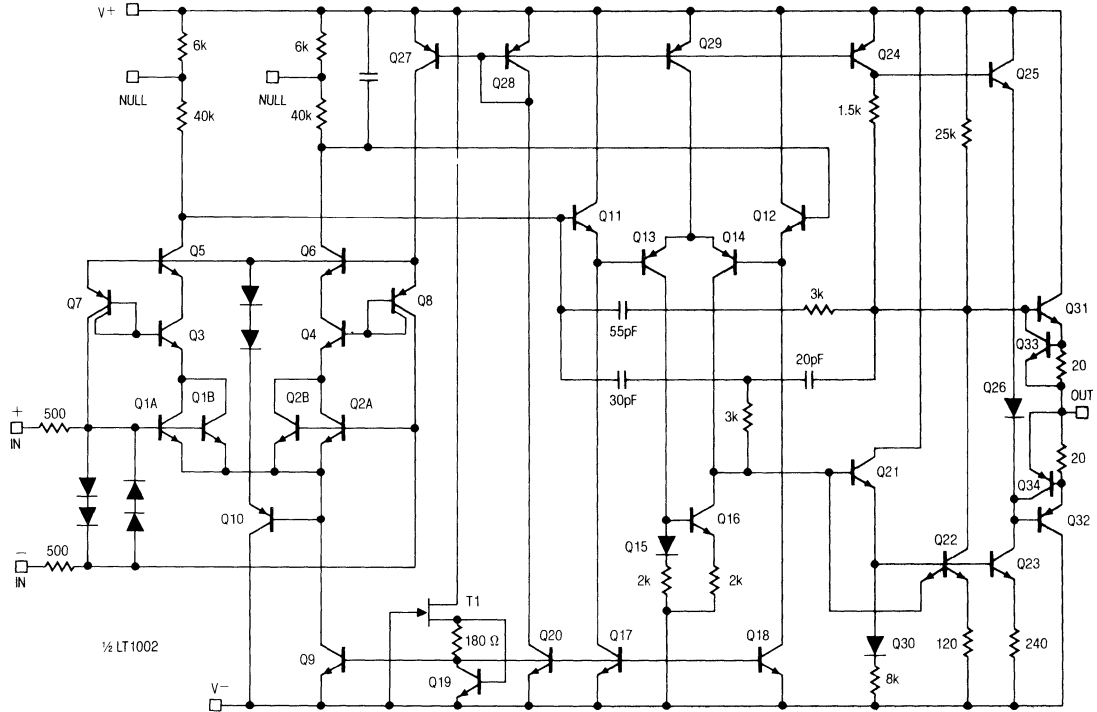 V+
6k
6k
Q27
Q28
Q29
Q24
Q25
NULL
NULL
40k
40k
1.5k
25k
Q11
Q12
Q5
Q6
Q13
Q14
Q7
Q8
3k
Q31
Q3
Q4
55pF
Q33
20pF
20
Q1A
Q1B
Q2B
Q2A
30pF
Q26
OUT
+
IN
500
3k
20
Q21
Q34
Q10
Q16
Q32
Q15
Q22
Q23
−
IN
500
2k
2k
T1
½ LT1002
180 Ω
Q20
Q17
Q18
Q30
120
240
Q9
Q19
8k
V−